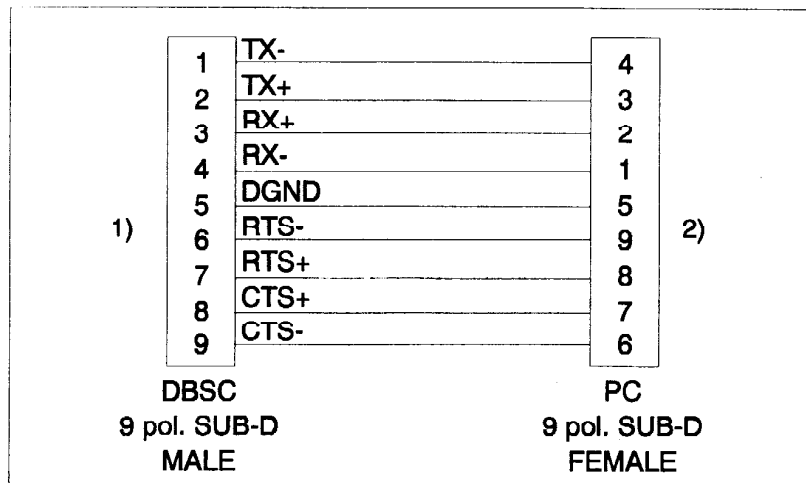 1 TX- 4
2 TX+ 3
3 RX+ 2
4 RX- 1
5 DGND 5
1) 6 RTS- 9 2)
7 RTS+ 8
8 CTS+ 7
9 CTS- 6
DBSC PC
9 pol. SUB-D 9 pol. SUB-D
MALE FEMALE